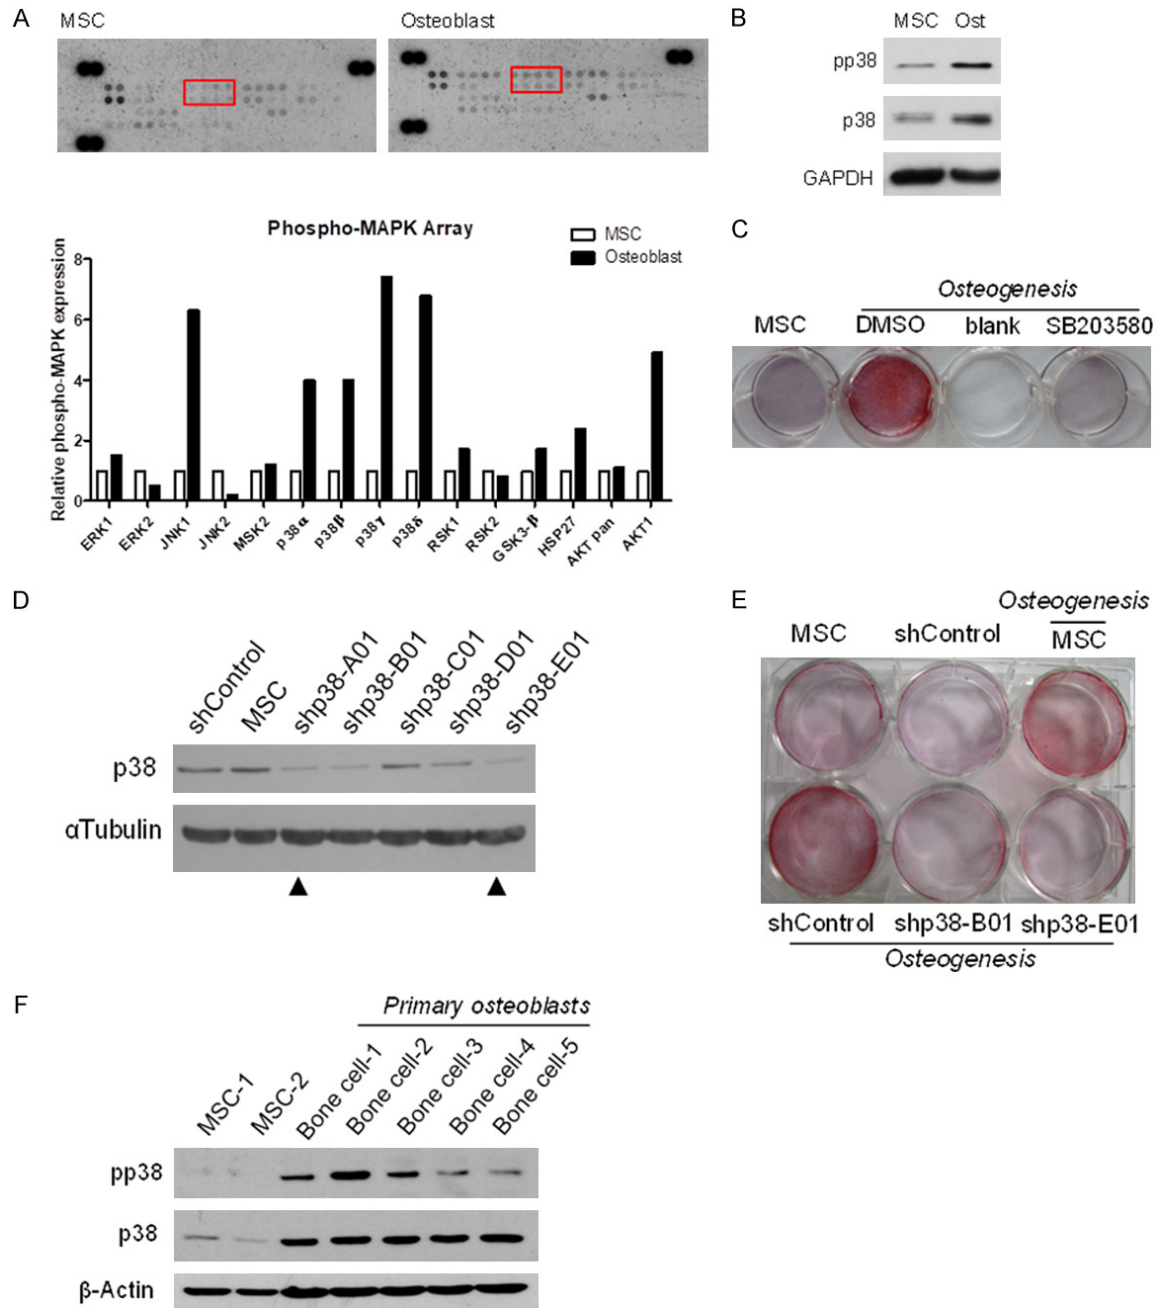 A
MSC
Osteoblast
Phospho-MAPK Array
MSC
Osteoblast
Relative phospho-MAPK expression
8
6
4
2
0
ERK1
ERK2
JNK1
JNK2
MSK2
p38α
p38β
p38γ
p38δ
RSK1
RSK2
GSK3-β
HSP27
AKT pan
AKT1
B
MSC Ost
pp38
p38
GAPDH
C
Osteogenesis
MSC DMSO blank SB203580
D
shControl
MSC
shp38-A01
shp38-B01
shp38-C01
shp38-D01
shp38-E01
p38
αTubulin
E
Osteogenesis
MSC shControl MSC
shControl shp38-B01 shp38-E01
Osteogenesis
F
Primary osteoblasts
MSC-1
MSC-2
Bone cell-1
Bone cell-2
Bone cell-3
Bone cell-4
Bone cell-5
pp38
p38
β-Actin